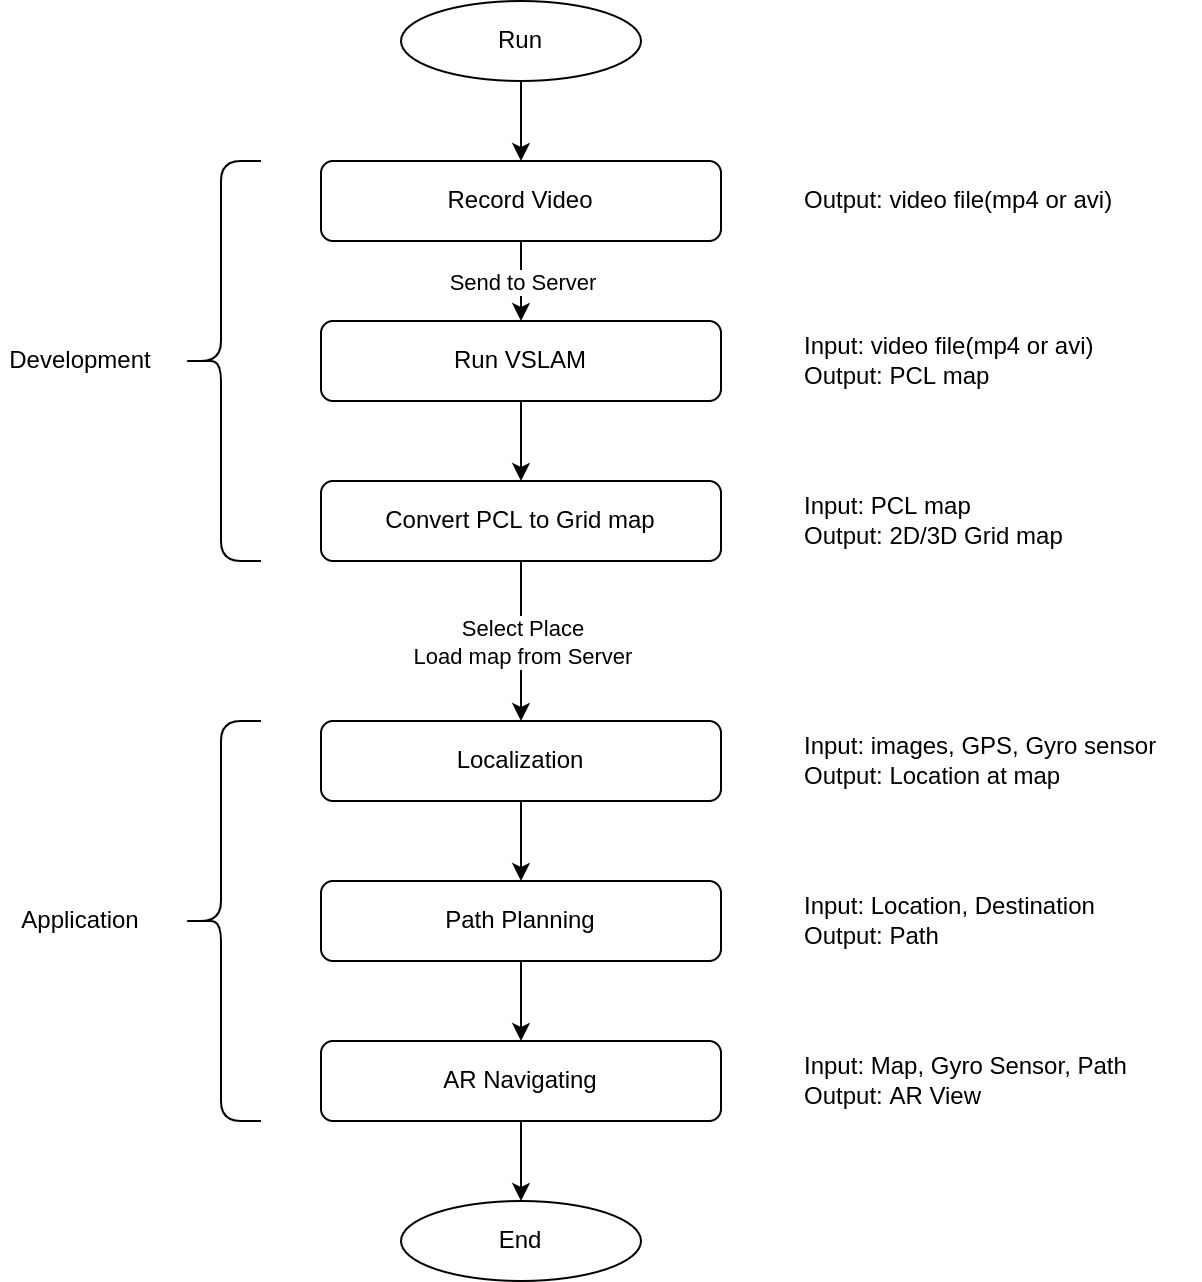 Run
Record Video
Output: video file(mp4 or avi)
Send to Server
Development
Run VSLAM
Input: video file(mp4 or avi)
Output: PCL map
Convert PCL to Grid map
Input: PCL map
Output: 2D/3D Grid map
Select Place
Load map from Server
Localization
Input: images, GPS, Gyro sensor
Output: Location at map
Application
Path Planning
Input: Location, Destination
Output: Path
AR Navigating
Input: Map, Gyro Sensor, Path
Output: AR View
End